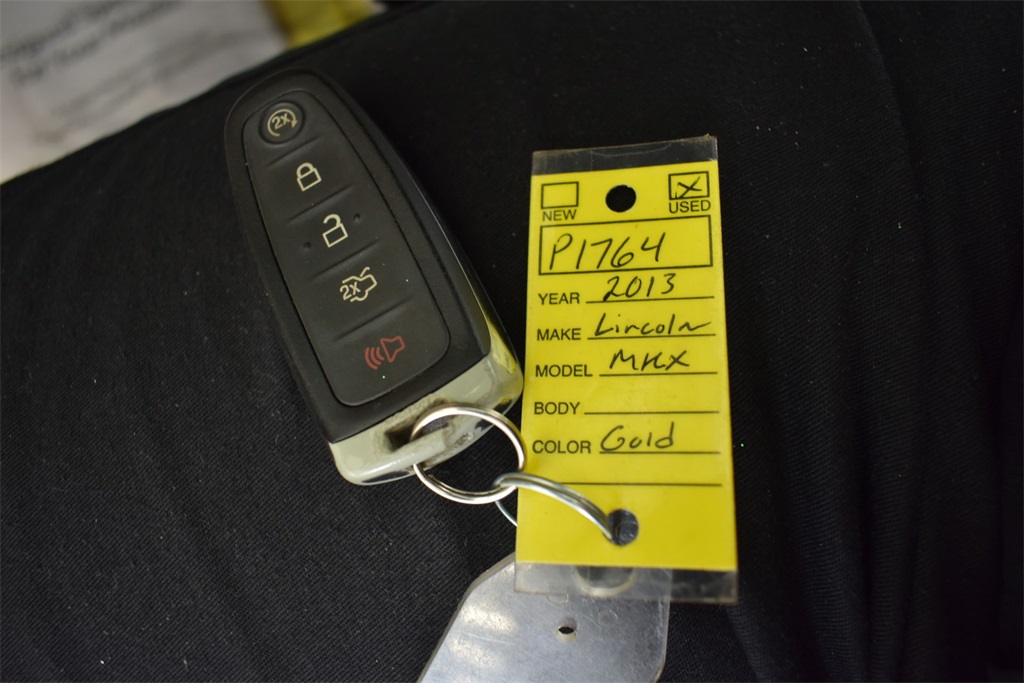 2X
2X
NEW USED
P1764
YEAR 2013
MAKE Lincoln
MODEL MKX
BODY
COLOR Gold